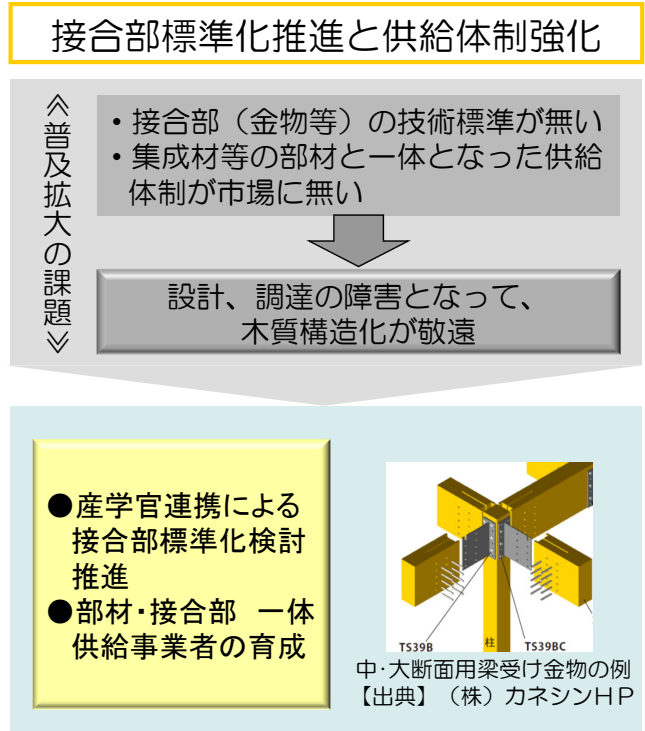 接合部標準化推進と供給体制強化
≪普及拡大の課題≫
・接合部（金物等）の技術標準が無い
・集成材等の部材と一体となった供給
体制が市場に無い
設計、調達の障害となって、
木質構造化が敬遠
●産学官連携による
接合部標準化検討
推進
●部材・接合部　一体
供給事業者の育成
TS39B
柱
TS39BC
中・大断面用梁受け金物の例
【出典】（株）カネシンＨＰ